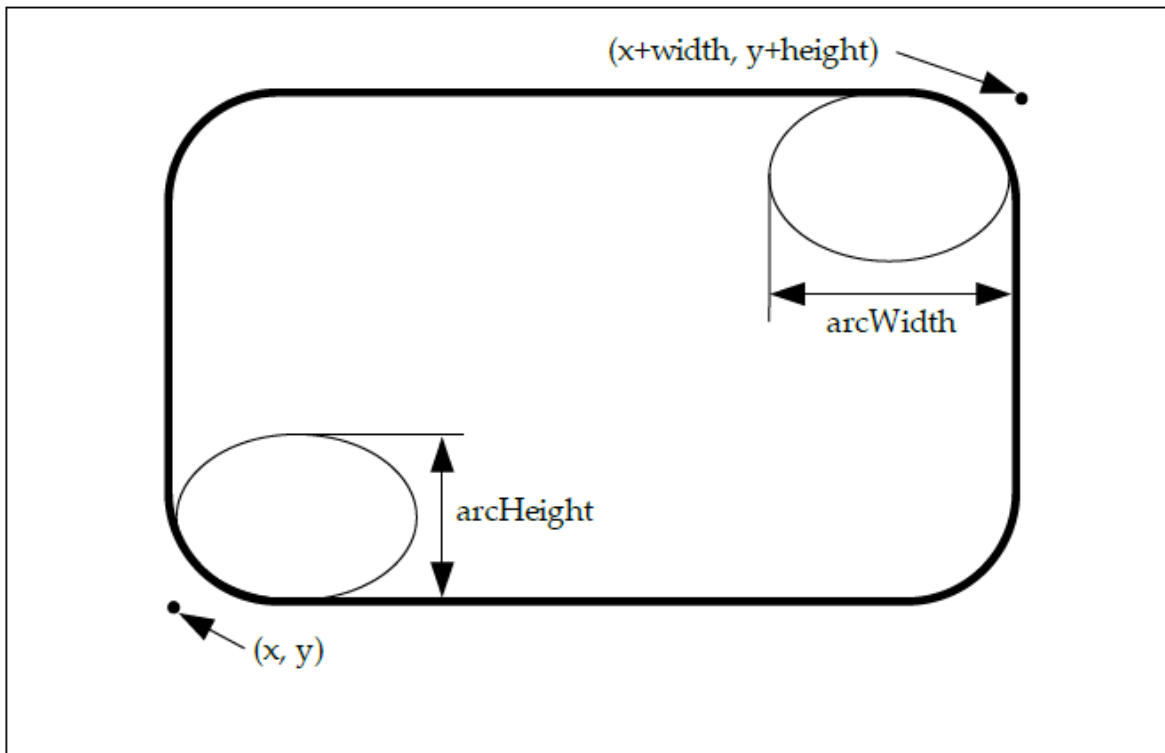 (x+width, y+height)
arcWidth
arcHeight
(x, y)